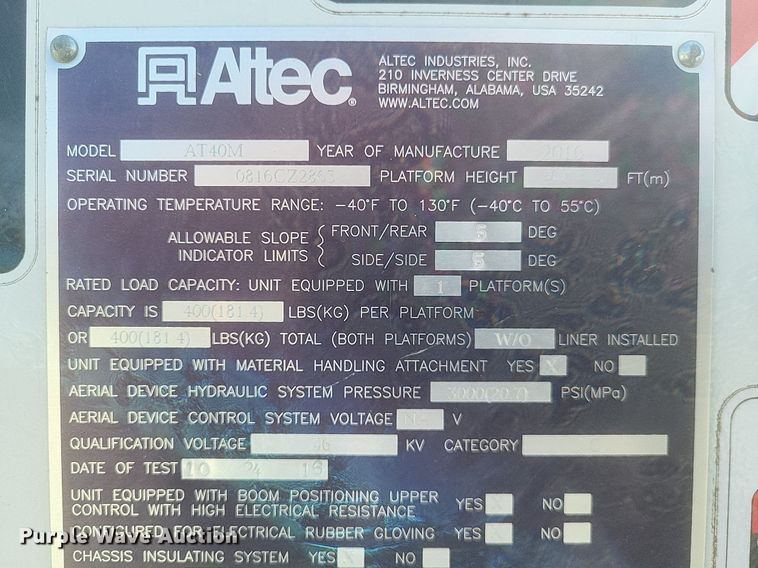 Altec
ALTEC INDUSTRIES, INC.
210 INVERNESS CENTER DRIVE
BIRMINGHAM, ALABAMA, USA 35242
WWW.ALTEC.COM
MODEL AT40M YEAR OF MANUFACTURE 2016
SERIAL NUMBER 0816CZ2853 PLATFORM HEIGHT FT(m)
OPERATING TEMPERATURE RANGE: -40°F TO 130°F (-40°C TO 55°C)
ALLOWABLE SLOPE INDICATOR LIMITS
FRONT/REAR 5 DEG
SIDE/SIDE 5 DEG
RATED LOAD CAPACITY: UNIT EQUIPPED WITH 1 PLATFORM(S)
CAPACITY IS 400(181.4) LBS(KG) PER PLATFORM
OR 400(181.4) LBS(KG) TOTAL (BOTH PLATFORMS) W/O LINER INSTALLED
UNIT EQUIPPED WITH MATERIAL HANDLING ATTACHMENT YES X NO
AERIAL DEVICE HYDRAULIC SYSTEM PRESSURE 3000(20.7) PSI(MPa)
AERIAL DEVICE CONTROL SYSTEM VOLTAGE V
QUALIFICATION VOLTAGE 46 KV CATEGORY C
DATE OF TEST 10 24 16
UNIT EQUIPPED WITH BOOM POSITIONING UPPER
CONTROL WITH HIGH ELECTRICAL RESISTANCE YES X NO
CONFIGURED FOR ELECTRICAL RUBBER GLOVING YES X NO
CHASSIS INSULATING SYSTEM YES X NO
Purple Wave Auction